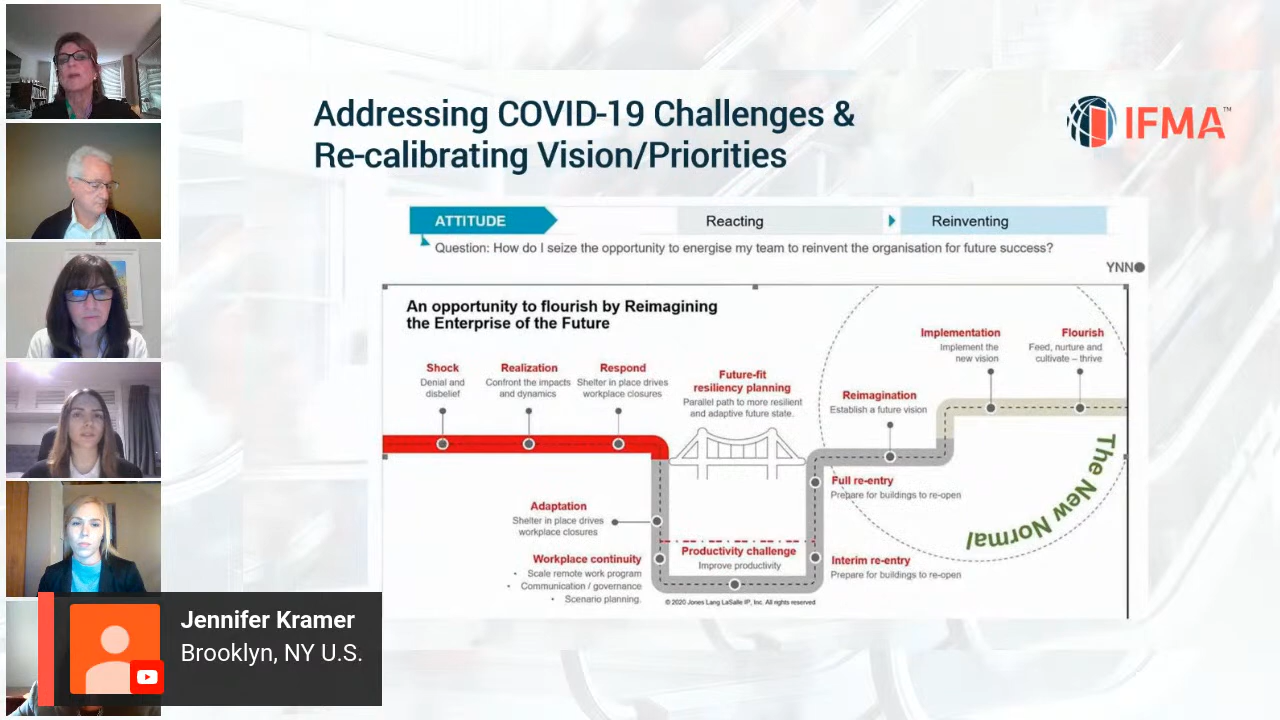 Addressing COVID-19 Challenges &
Re-calibrating Vision/Priorities
IFMA™
ATTITUDE
Reacting
Reinventing
Question: How do I seize the opportunity to energise my team to reinvent the organisation for future success?
YNN
An opportunity to flourish by Reimagining
the Enterprise of the Future
Shock
Denial and
disbelief
Realization
Confront the impacts
and dynamics
Respond
Shelter in place drives
workplace closures
Future-fit
resiliency planning
Parallel path to more resilient
and adaptive future state.
Reimagination
Establish a future vision
Implementation
Implement the
new vision
Flourish
Feed, nurture and
cultivate – thrive
Adaptation
Shelter in place drives
workplace closures
Workplace continuity
• Scale remote work program
• Communication / governance
• Scenario planning.
Productivity challenge
Improve productivity
Full re-entry
Prepare for buildings to re-open
Interim re-entry
Prepare for buildings to re-open
The New Normal
© 2020 Jones Lang LaSalle IP, Inc. All rights reserved
Jennifer Kramer
Brooklyn, NY U.S.